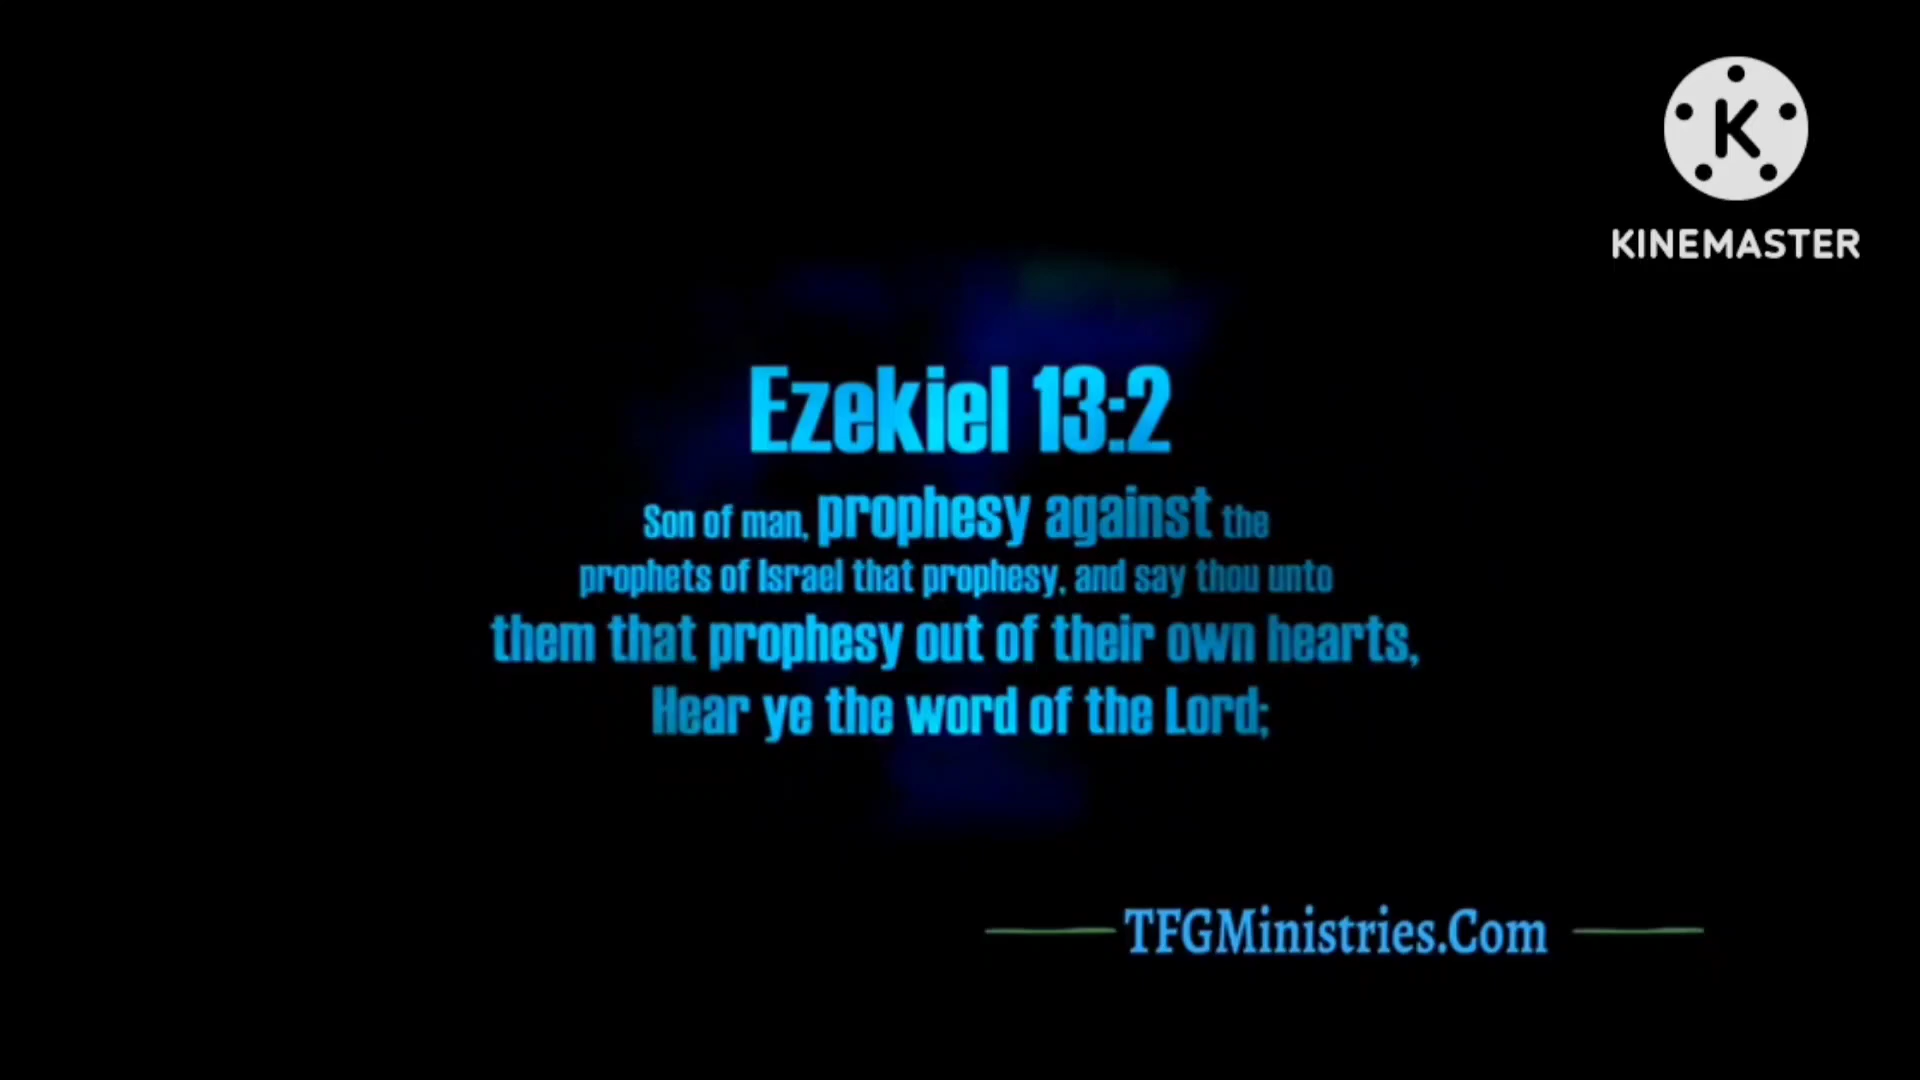 K
KINEMASTER
Ezekiel 13:2
Son of man, prophesy against the
prophets of Israel that prophesy, and say thou unto
them that prophesy out of their own hearts,
Hear ye the word of the Lord;
TFGMinistries.Com